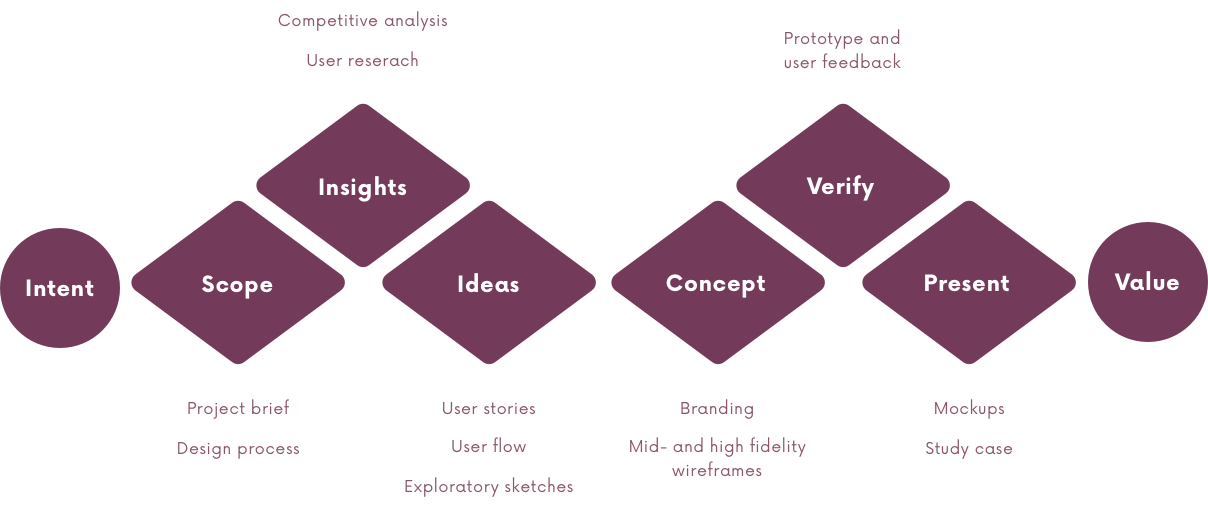 Competitive analysis
User reserach
Prototype and
user feedback
Insights
Verify
Intent
Scope
Ideas
Concept
Present
Value
Project brief
Design process
User stories
User flow
Exploratory sketches
Branding
Mid- and high fidelity
wireframes
Mockups
Study case